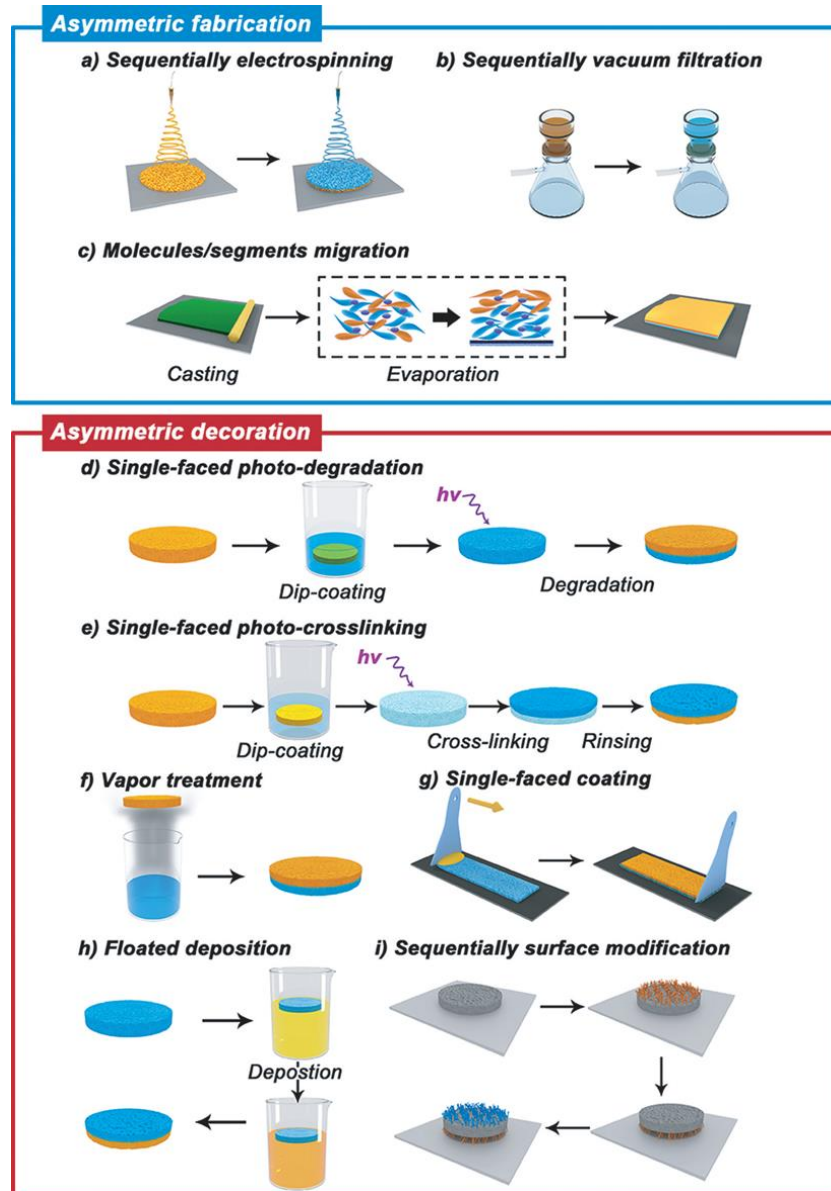 Asymmetric fabrication
a) Sequentially electrospinning
b) Sequentially vacuum filtration
c) Molecules/segments migration
Casting
Evaporation
Asymmetric decoration
d) Single-faced photo-degradation
hv
Dip-coating
Degradation
e) Single-faced photo-crosslinking
hv
Dip-coating
Cross-linking
Rinsing
f) Vapor treatment
g) Single-faced coating
h) Floated deposition
i) Sequentially surface modification
Depostion